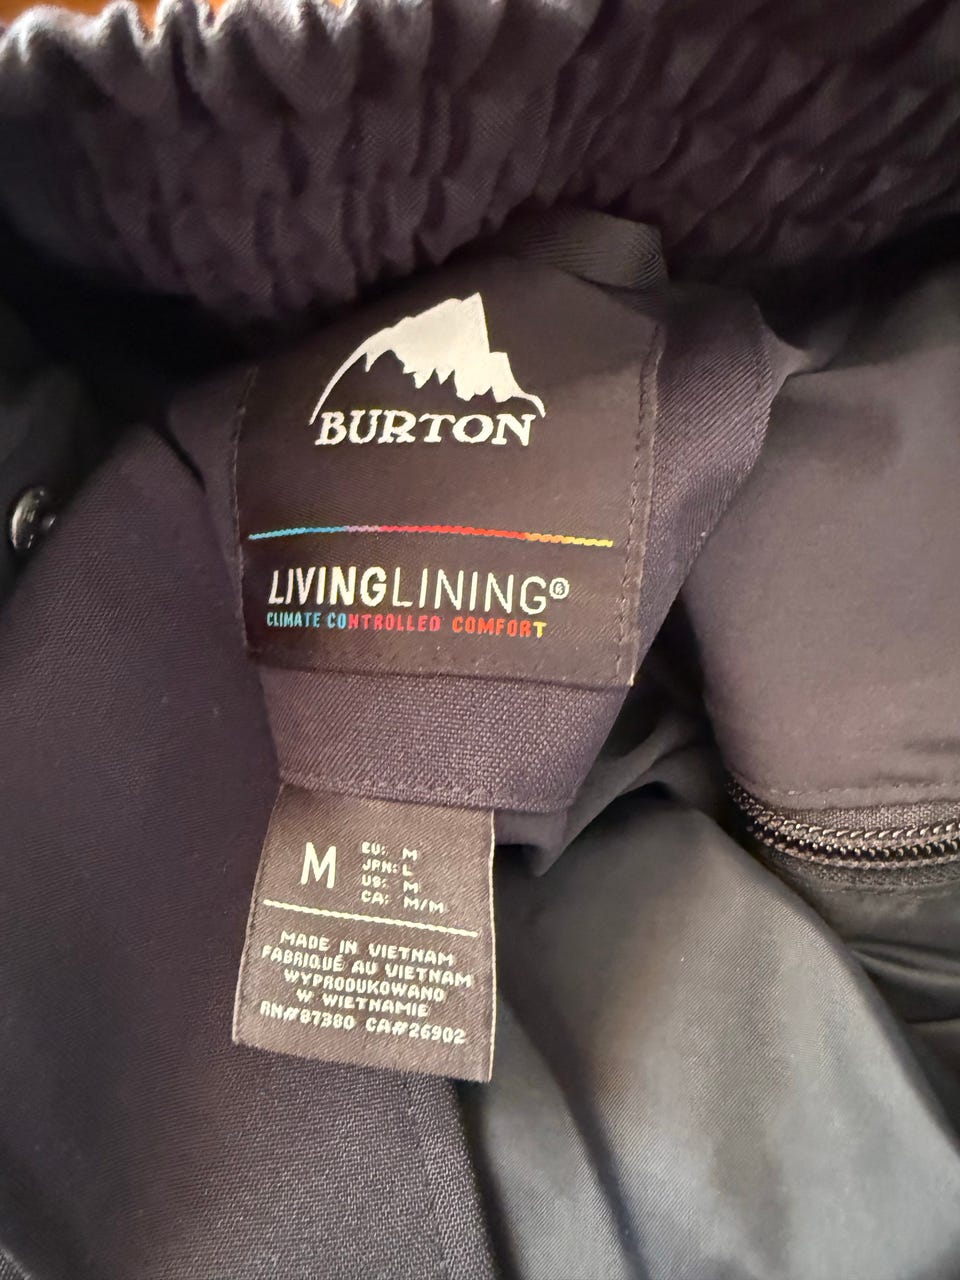 BURTON
LIVINGLINING®
CLIMATE CONTROLLED COMFORT
M
EU: M
JPN: L
US: M
CA: M/M
MADE IN VIETNAM
FABRIQUÉ AU VIETNAM
WYPRODUKOWANO
W WIETNAMIE
RN#87380 CA#26902